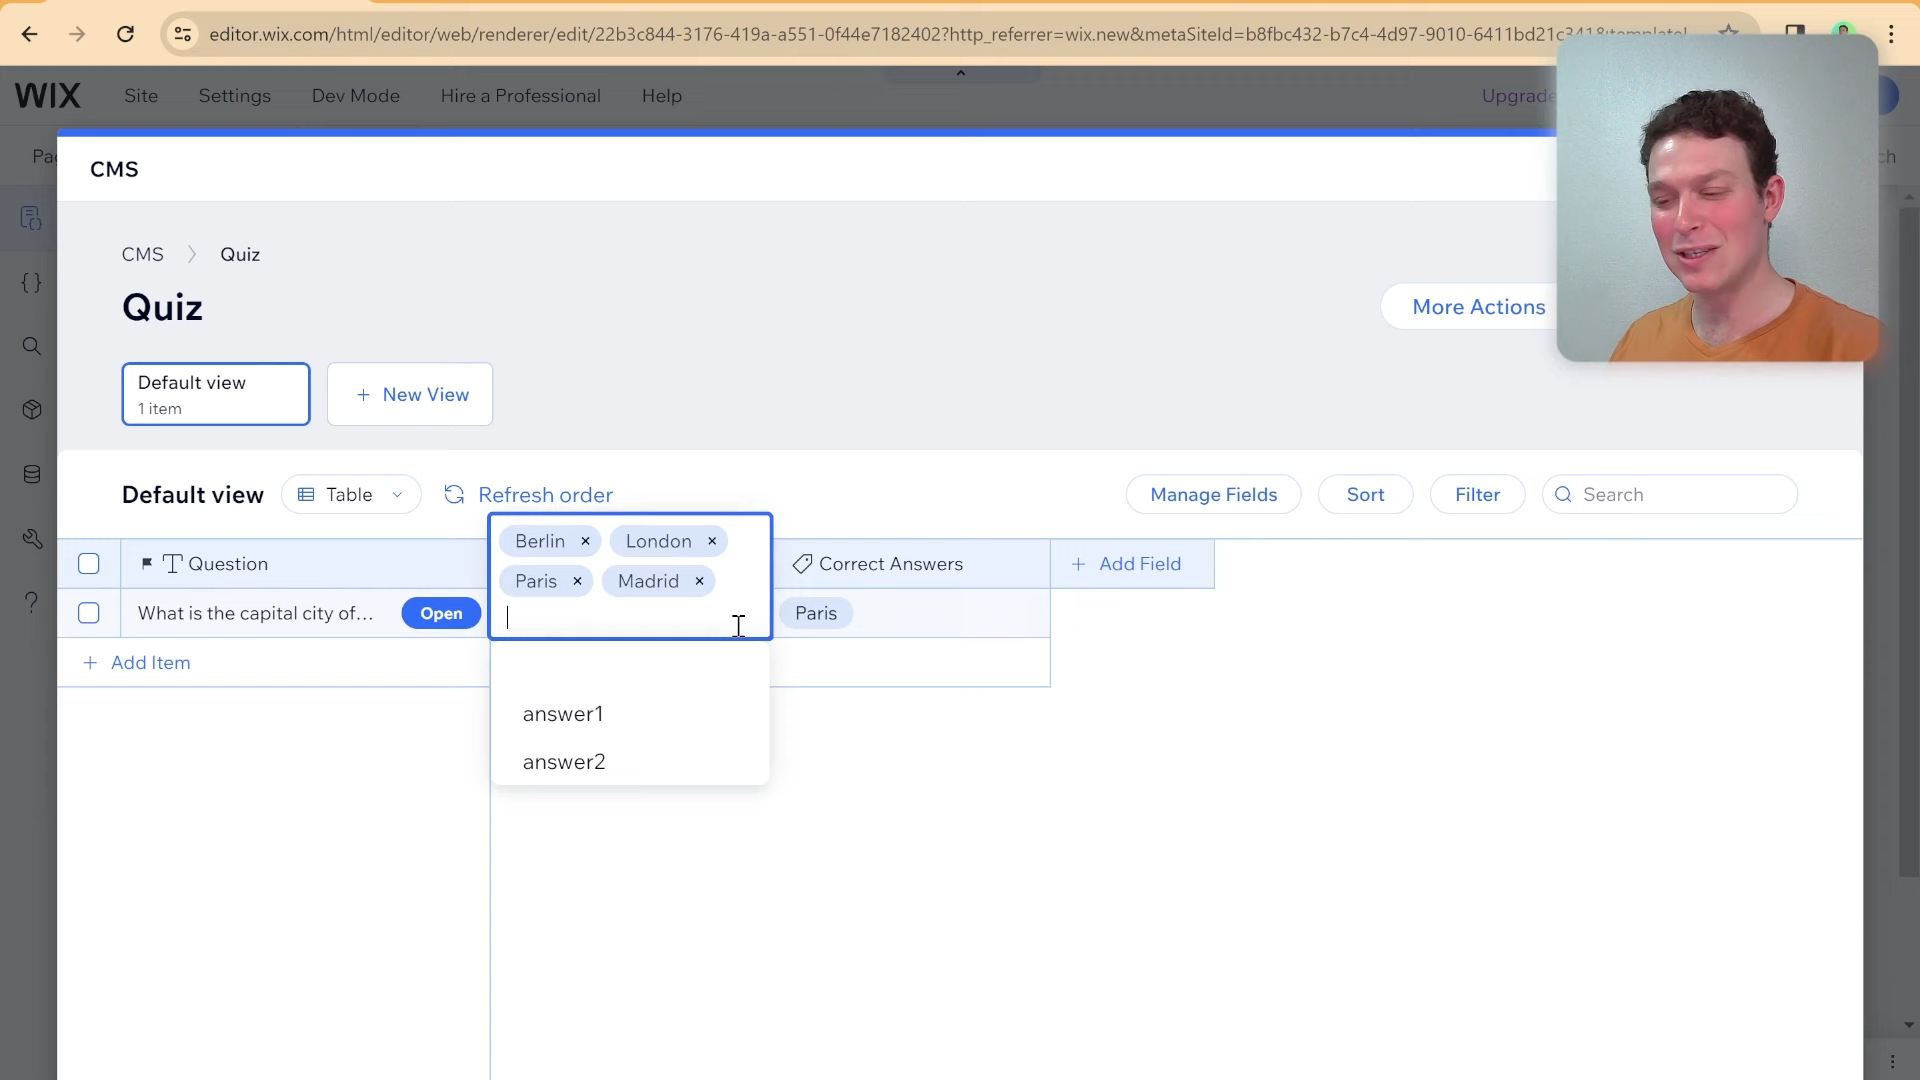 editor.wix.com/html/editor/web/renderer/edit/22b3c844-3176-419a-a551-0f44e7182402?http_referrer=wix.new&metaSiteId=b8fbc432-b7c4-4d97-9010-6411bd21c341&template
WIX Site Settings Dev Mode Hire a Professional Help Upgrade
CMS
CMS > Quiz
Quiz
More Actions
Default view
1 item
+ New View
Default view Table Refresh order Manage Fields Sort Filter Search
Question Berlin × London × Correct Answers + Add Field
Paris × Madrid ×
What is the capital city of... Open Paris
+ Add Item
answer1
answer2